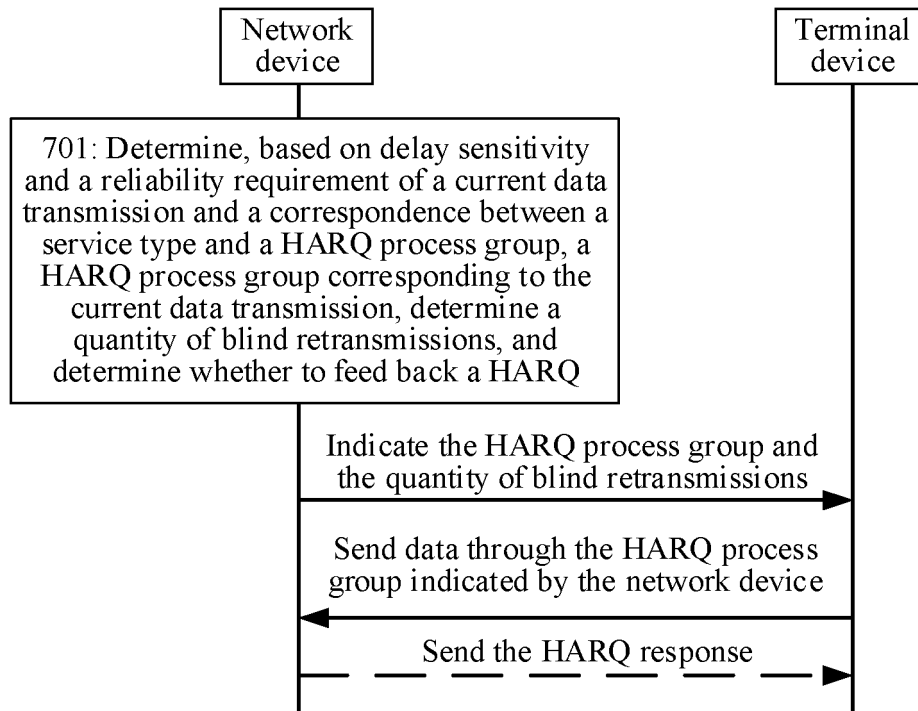 Network
device
Terminal
device
701: Determine, based on delay sensitivity
and a reliability requirement of a current data
transmission and a correspondence between a
service type and a HARQ process group, a
HARQ process group corresponding to the
current data transmission, determine a
quantity of blind retransmissions, and
determine whether to feed back a HARQ
Indicate the HARQ process group and
the quantity of blind retransmissions
Send data through the HARQ process
group indicated by the network device
Send the HARQ response